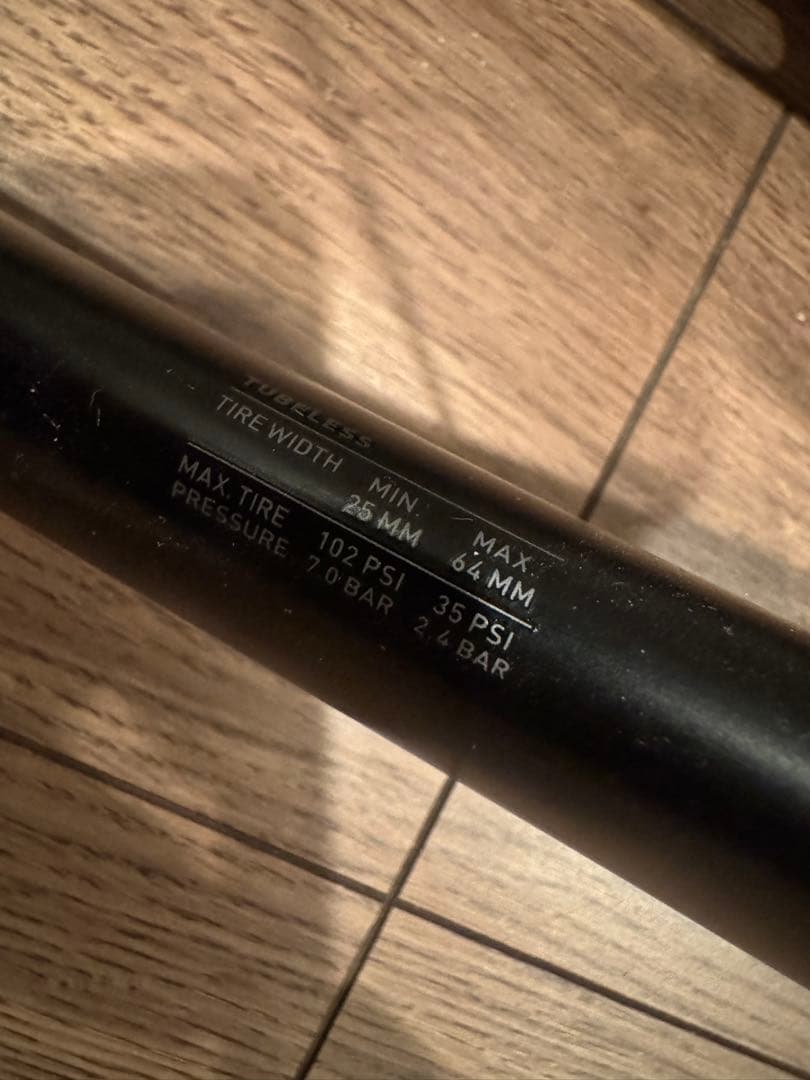 TUBELESS
TIRE WIDTH MIN. MAX.
25 MM 64 MM
MAX. TIRE 102 PSI 35 PSI
PRESSURE 7.0 BAR 2.4 BAR